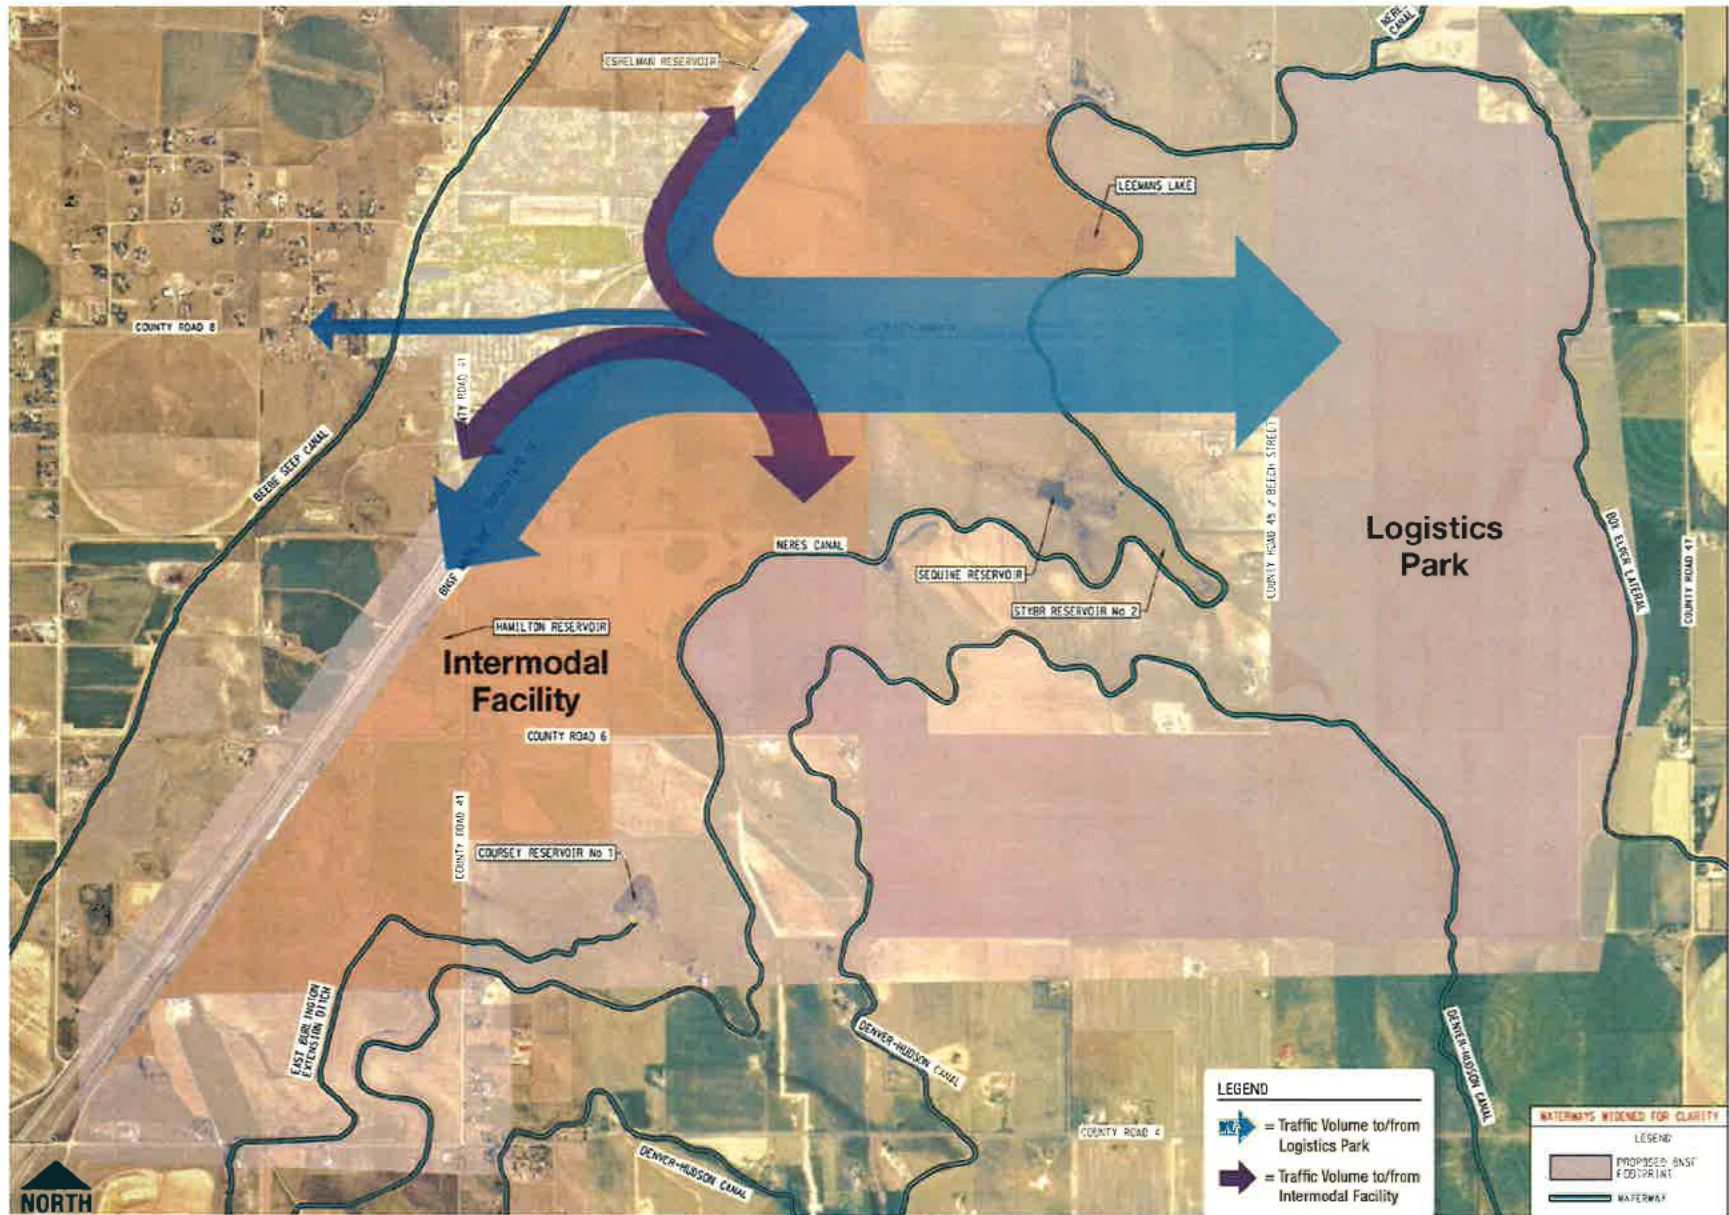 ESPELMAN RESERVOIR
CANAL
LEEMANS LAKE
COUNTY ROAD 8
BEEBE SEEP CANAL
BNSF
NERES CANAL
SEQUINE RESERVOIR
STYBR RESERVOIR No 2
COUNTY ROAD 45 / BEECH STREET
Logistics
Park
BOX ELDER LATERAL
COUNTY ROAD 47
HAMILTON RESERVOIR
Intermodal
Facility
COUNTY ROAD 6
COUNTY ROAD 41
COURSEY RESERVOIR No 1
EAST BURLINGTON
EXTENSION DITCH
DENVER-HUDSON CANAL
DENVER-HUDSON CANAL
DENVER-HUDSON CANAL
COUNTY ROAD 4
NORTH
LEGEND
= Traffic Volume to/from
Logistics Park
= Traffic Volume to/from
Intermodal Facility
WATERWAYS WIDENED FOR CLARITY
LEGEND
PROPOSED BNSF
FOOTPRINT
WATERWAY